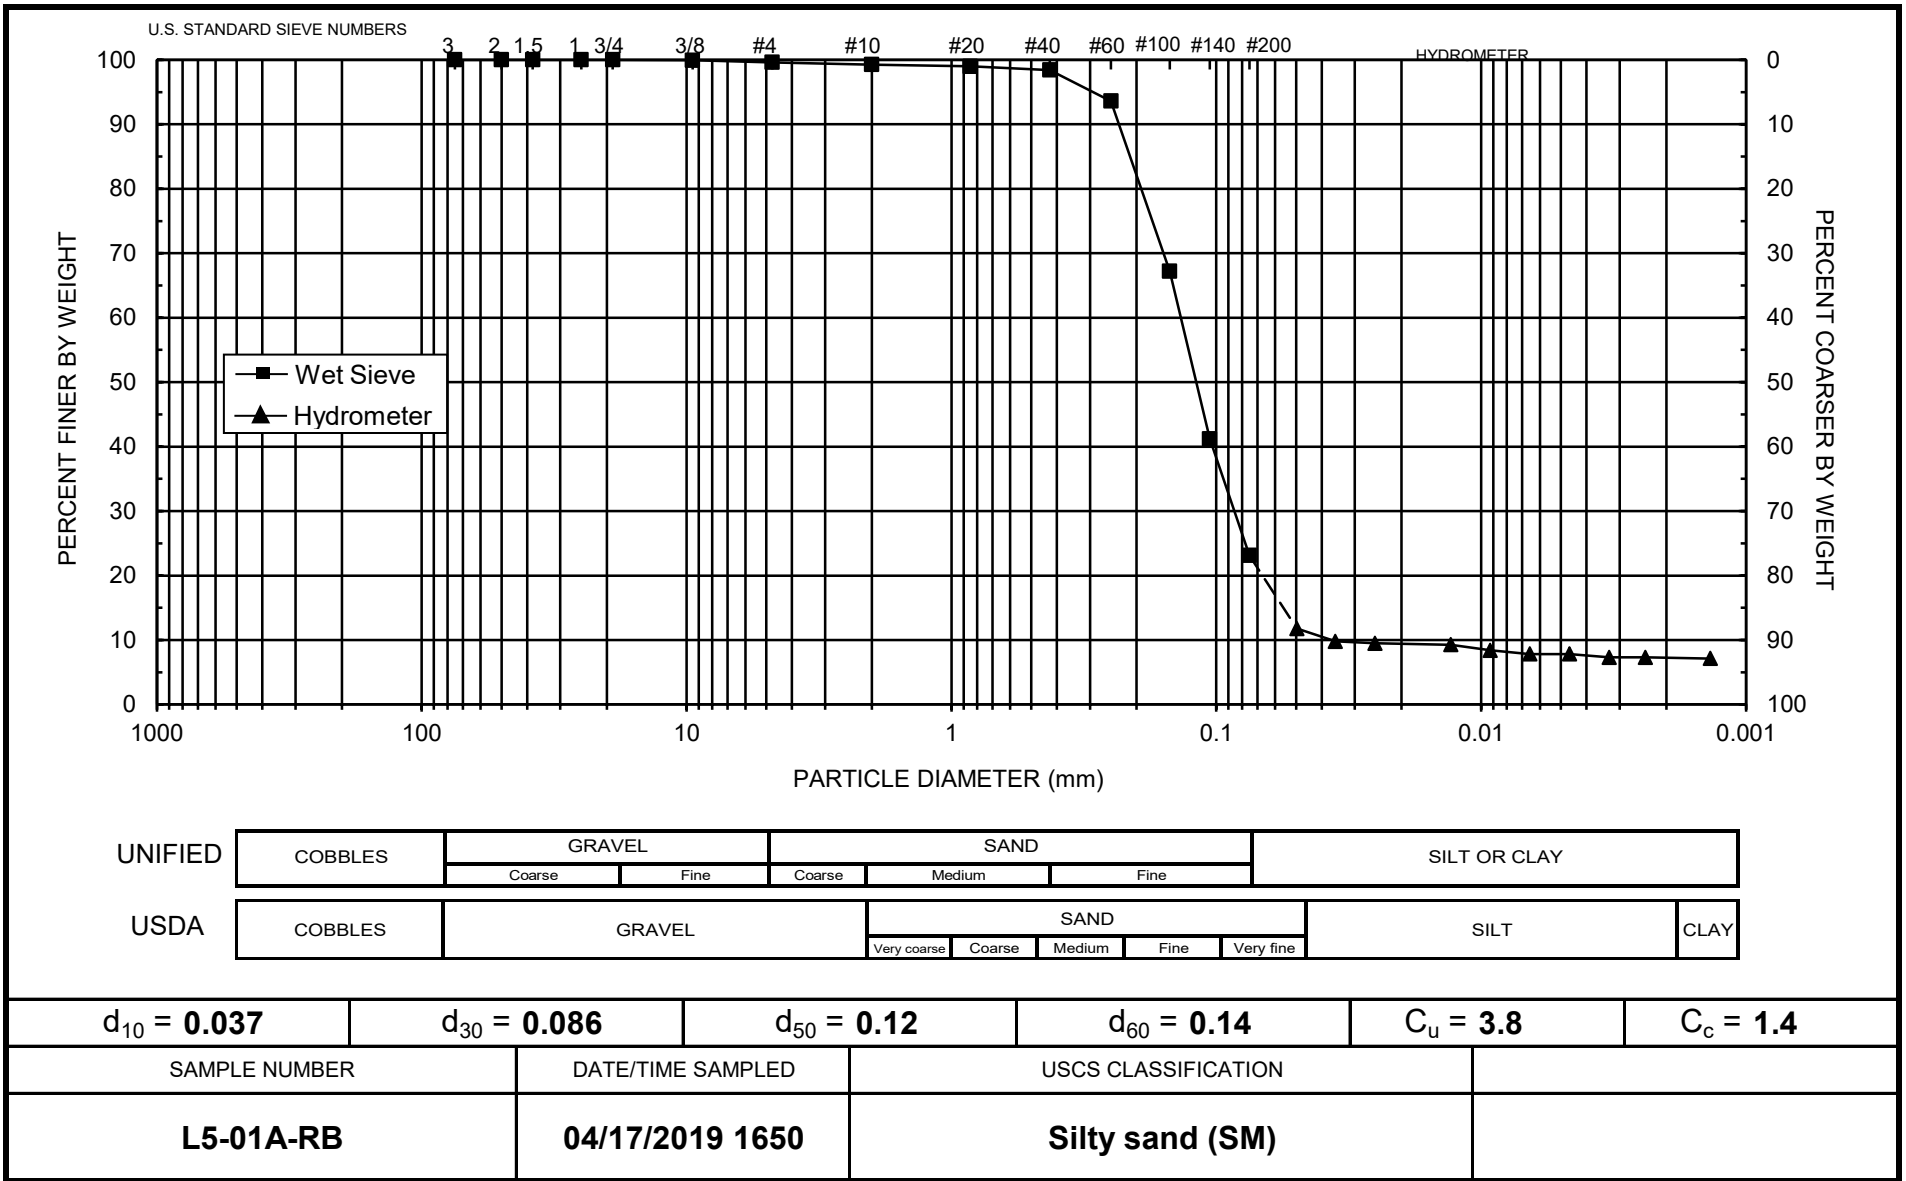 U.S. STANDARD SIEVE NUMBERS
3 2 1.5 1 3/4 3/8 #4 #10 #20 #40 #60 #100 #140 #200
HYDROMETER
100 0
90 10
80 20
70 30
60 40
50 50
40 60
30 70
20 80
10 90
0 100
PERCENT FINER BY WEIGHT
PERCENT COARSER BY WEIGHT
Wet Sieve
Hydrometer
1000 100 10 1 0.1 0.01 0.001
PARTICLE DIAMETER (mm)
UNIFIED
COBBLES GRAVEL SAND SILT OR CLAY
Coarse Fine Coarse Medium Fine
USDA
COBBLES GRAVEL SAND SILT CLAY
Very coarse Coarse Medium Fine Very fine
d10 = 0.037 d30 = 0.086 d50 = 0.12 d60 = 0.14 Cu = 3.8 Cc = 1.4
SAMPLE NUMBER DATE/TIME SAMPLED USCS CLASSIFICATION
L5-01A-RB 04/17/2019 1650 Silty sand (SM)